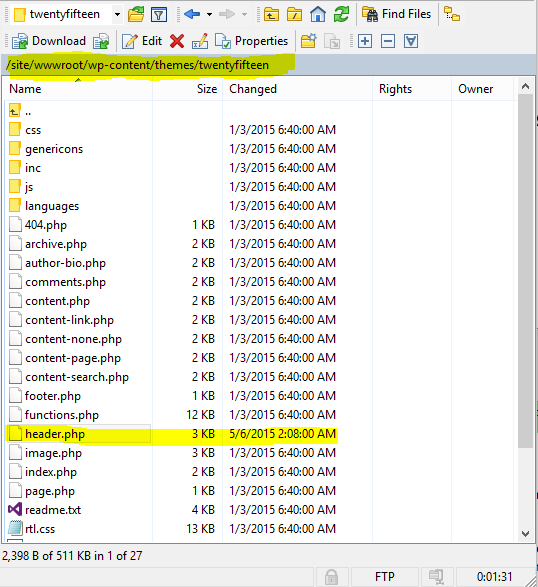 twentyfifteen Find Files
Download Edit Properties
/site/wwwroot/wp-content/themes/twentyfifteen
Name Size Changed Rights Owner
..
css 1/3/2015 6:40:00 AM
genericons 1/3/2015 6:40:00 AM
inc 1/3/2015 6:40:00 AM
js 1/3/2015 6:40:00 AM
languages 1/3/2015 6:40:00 AM
404.php 1 KB 1/3/2015 6:40:00 AM
archive.php 2 KB 1/3/2015 6:40:00 AM
author-bio.php 2 KB 1/3/2015 6:40:00 AM
comments.php 2 KB 1/3/2015 6:40:00 AM
content.php 2 KB 1/3/2015 6:40:00 AM
content-link.php 2 KB 1/3/2015 6:40:00 AM
content-none.php 2 KB 1/3/2015 6:40:00 AM
content-page.php 2 KB 1/3/2015 6:40:00 AM
content-search.php 2 KB 1/3/2015 6:40:00 AM
footer.php 1 KB 1/3/2015 6:40:00 AM
functions.php 12 KB 1/3/2015 6:40:00 AM
header.php 3 KB 5/6/2015 2:08:00 AM
image.php 3 KB 1/3/2015 6:40:00 AM
index.php 2 KB 1/3/2015 6:40:00 AM
page.php 1 KB 1/3/2015 6:40:00 AM
readme.txt 4 KB 1/3/2015 6:40:00 AM
rtl.css 13 KB 1/3/2015 6:40:00 AM
2,398 B of 511 KB in 1 of 27
FTP 0:01:31